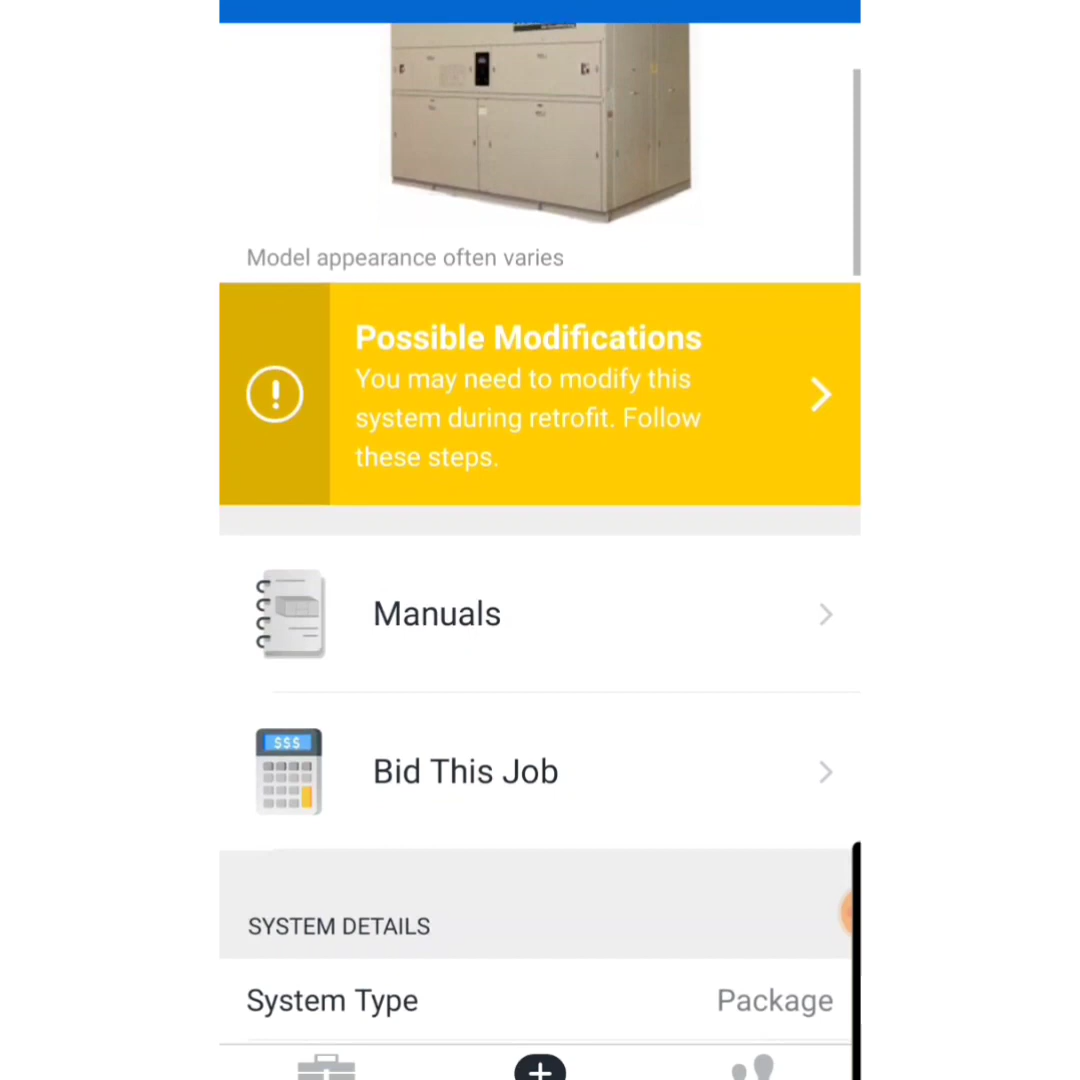 Model appearance often varies
Possible Modifications
You may need to modify this
system during retrofit. Follow
these steps.
Manuals
$$$
Bid This Job
SYSTEM DETAILS
System Type
Package